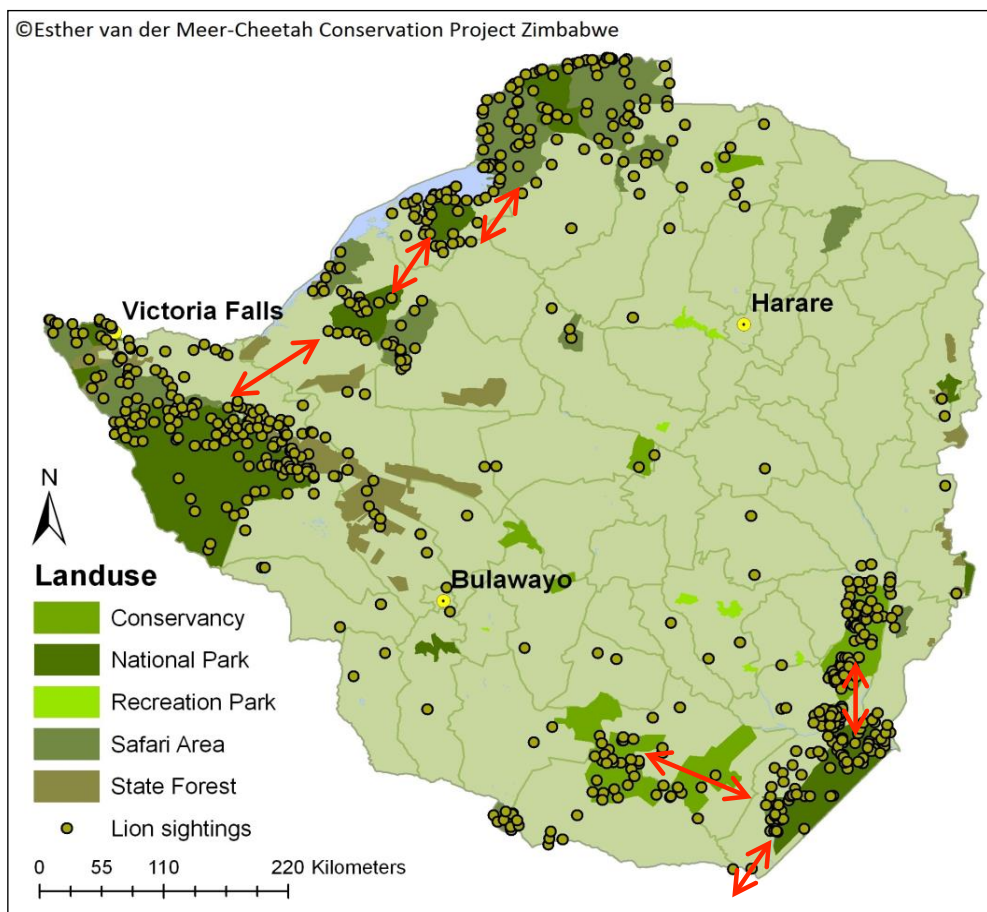 ©Esther van der Meer-Cheetah Conservation Project Zimbabwe
Victoria Falls
Harare
N
Bulawayo
Landuse
Conservancy
National Park
Recreation Park
Safari Area
State Forest
Lion sightings
0 55 110 220 Kilometers